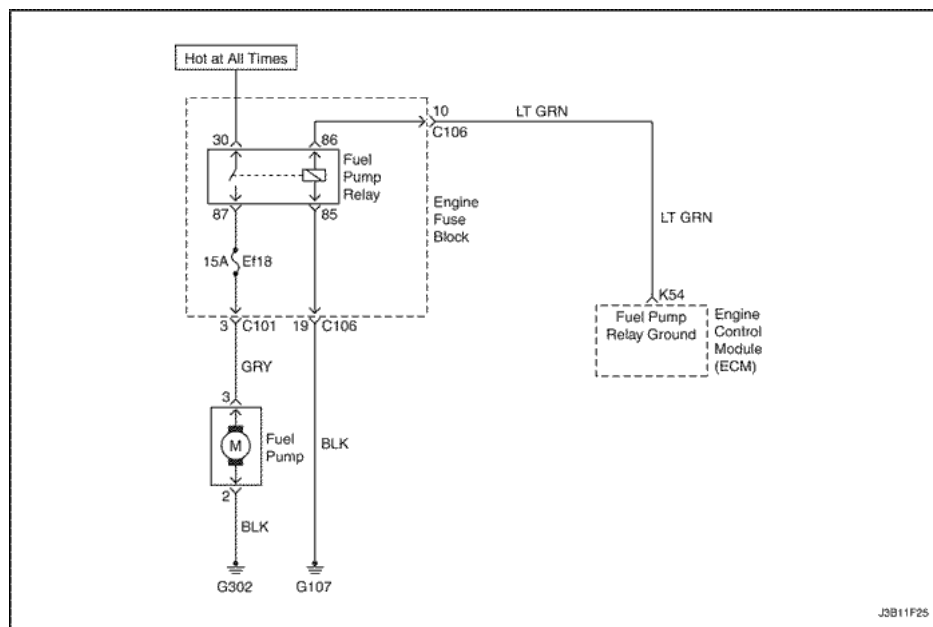 Hot at All Times
10
LT GRN
C106
30
86
Fuel
Pump
Relay
Engine
Fuse
Block
LT GRN
87
85
15A
Ef18
K54
Fuel Pump
Relay Ground
Engine
Control
Module
(ECM)
3
C101
19
C106
GRY
3
M
Fuel
Pump
BLK
2
BLK
G302
G107
J3B11F25